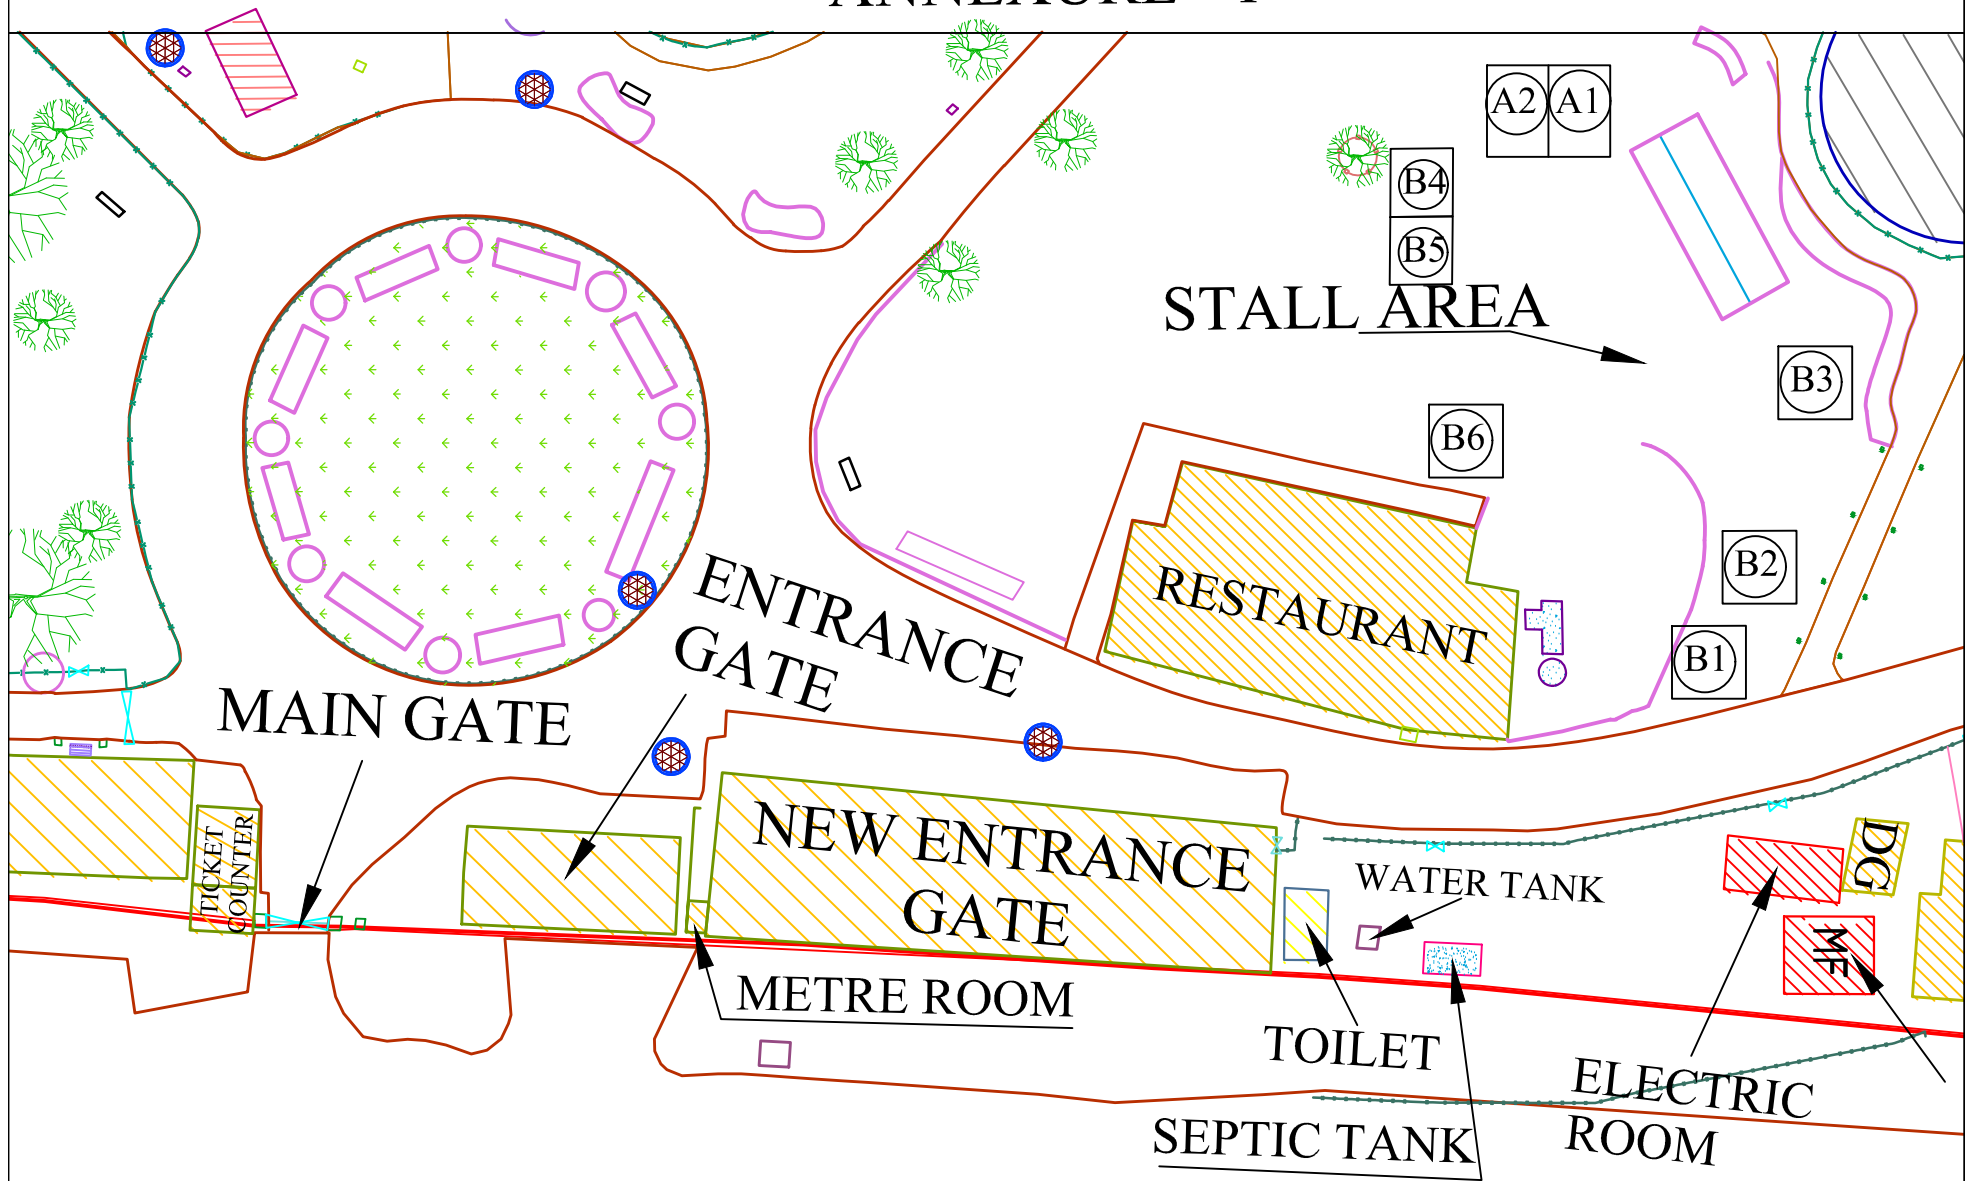 A2 A1
B4
B5
STALL AREA
B3
B6
B2
B1
RESTAURANT
ENTRANCE
GATE
MAIN GATE
TICKET
COUNTER
NEW ENTRANCE
GATE
WATER TANK
DG
MF
METRE ROOM
TOILET
ELECTRIC
ROOM
SEPTIC TANK